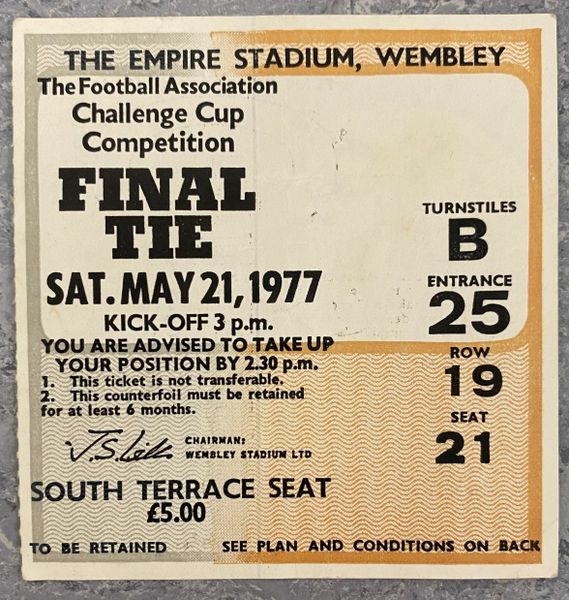 THE EMPIRE STADIUM, WEMBLEY
The Football Association
Challenge Cup
Competition
FINAL
TIE
SAT. MAY 21, 1977
KICK-OFF 3 p.m.
YOU ARE ADVISED TO TAKE UP
YOUR POSITION BY 2.30 p.m.
1. This ticket is not transferable.
2. This counterfoil must be retained
for at least 6 months.
CHAIRMAN:
WEMBLEY STADIUM LTD
SOUTH TERRACE SEAT
£5.00
TURNSTILES
B
ENTRANCE
25
ROW
19
SEAT
21
TO BE RETAINED
SEE PLAN AND CONDITIONS ON BACK